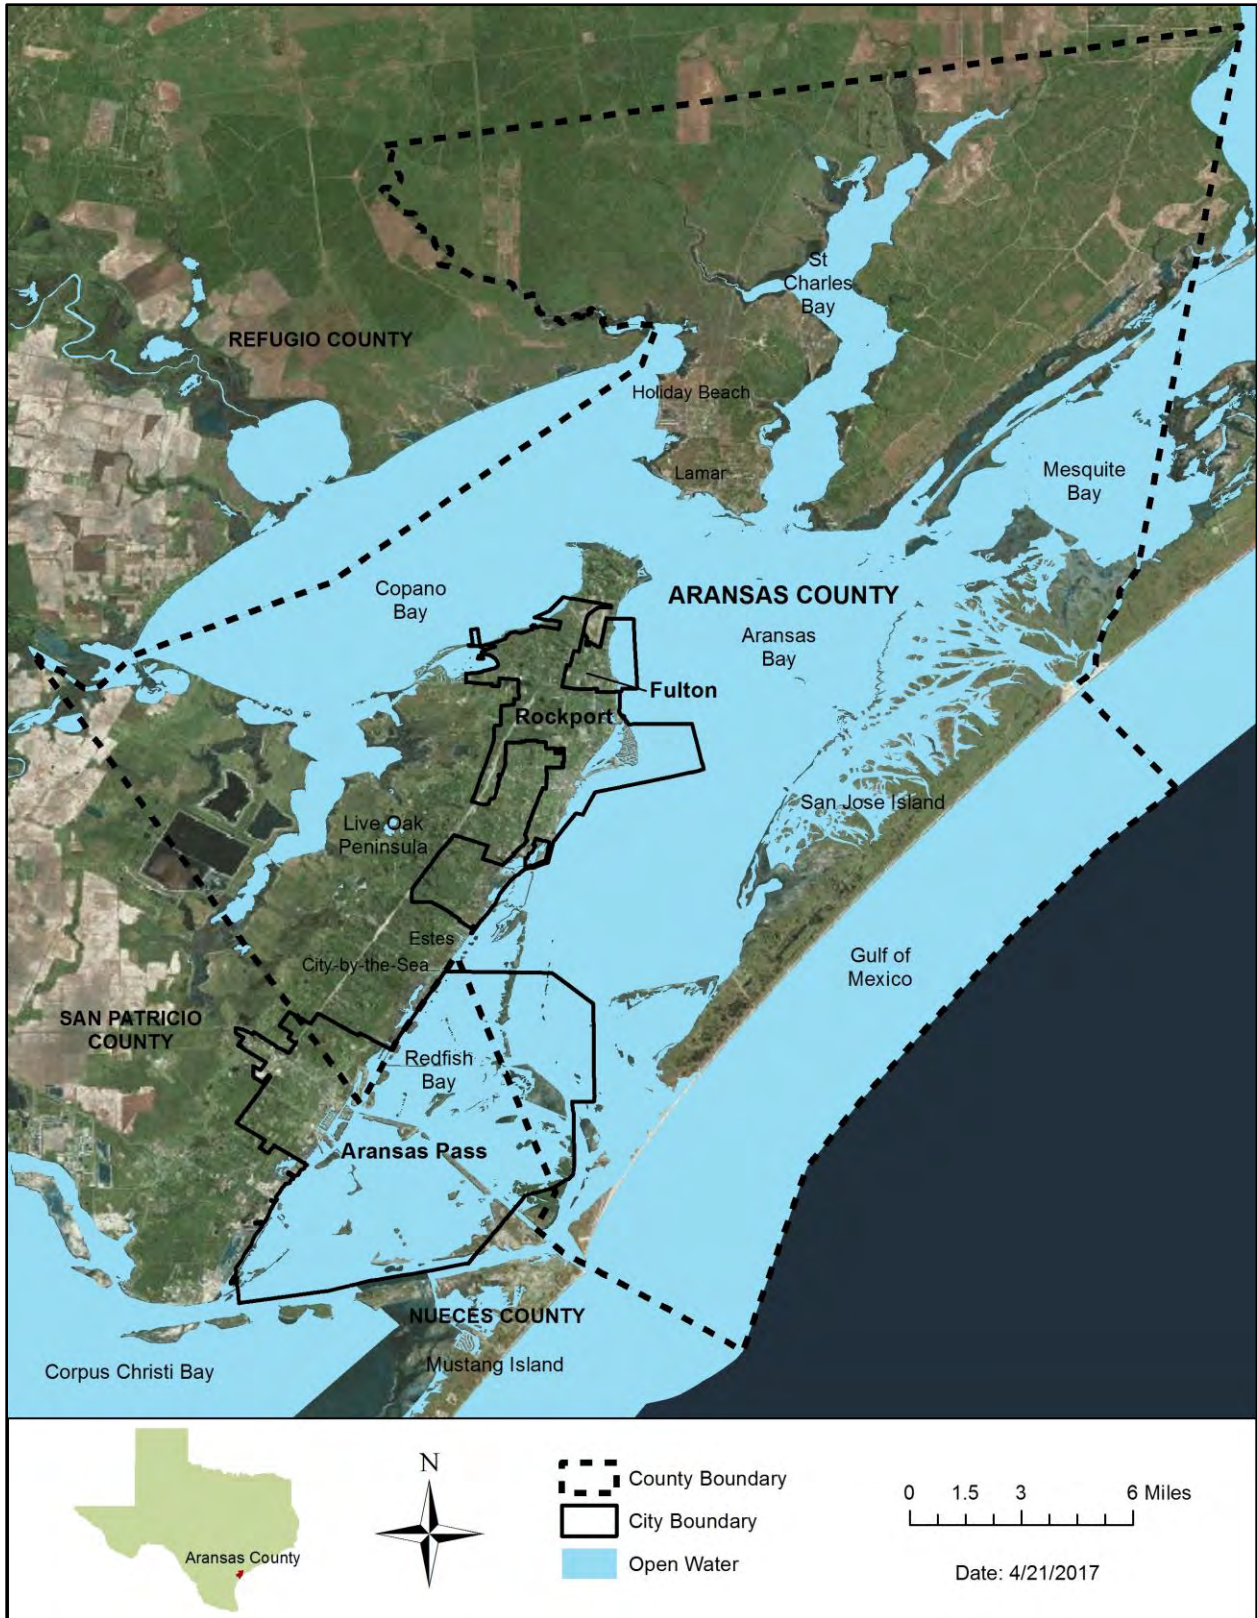 St
Charles
Bay
REFUGIO COUNTY
Holiday Beach
Lamar
Mesquite
Bay
Copano
Bay
ARANSAS COUNTY
Aransas
Bay
Fulton
Rockport
San Jose Island
Live Oak
Peninsula
Estes
City-by-the-Sea
Gulf of
Mexico
SAN PATRICIO
COUNTY
Redfish
Bay
Aransas Pass
NUECES COUNTY
Mustang Island
Corpus Christi Bay
Aransas County
N
County Boundary
City Boundary
Open Water
0 1.5 3 6 Miles
Date: 4/21/2017